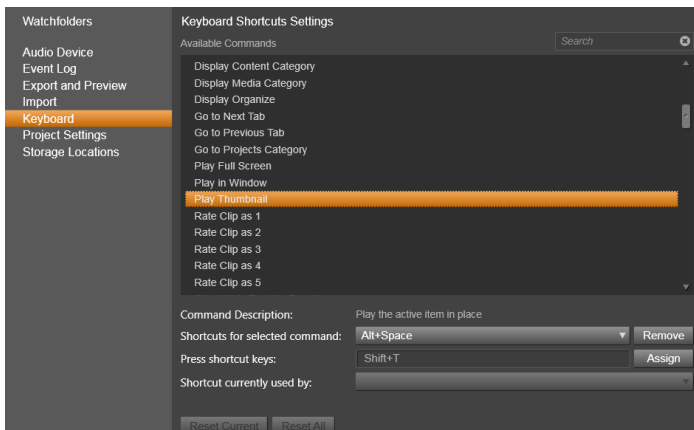 Watchfolders
Audio Device
Event Log
Export and Preview
Import
Keyboard
Project Settings
Storage Locations
Keyboard Shortcuts Settings
Available Commands
Search
Display Content Category
Display Media Category
Display Organize
Go to Next Tab
Go to Previous Tab
Go to Projects Category
Play Full Screen
Play in Window
Play Thumbnail
Rate Clip as 1
Rate Clip as 2
Rate Clip as 3
Rate Clip as 4
Rate Clip as 5
Command Description: Play the active item in place
Shortcuts for selected command: Alt+Space Remove
Press shortcut keys: Shift+T Assign
Shortcut currently used by:
Reset Current Reset All